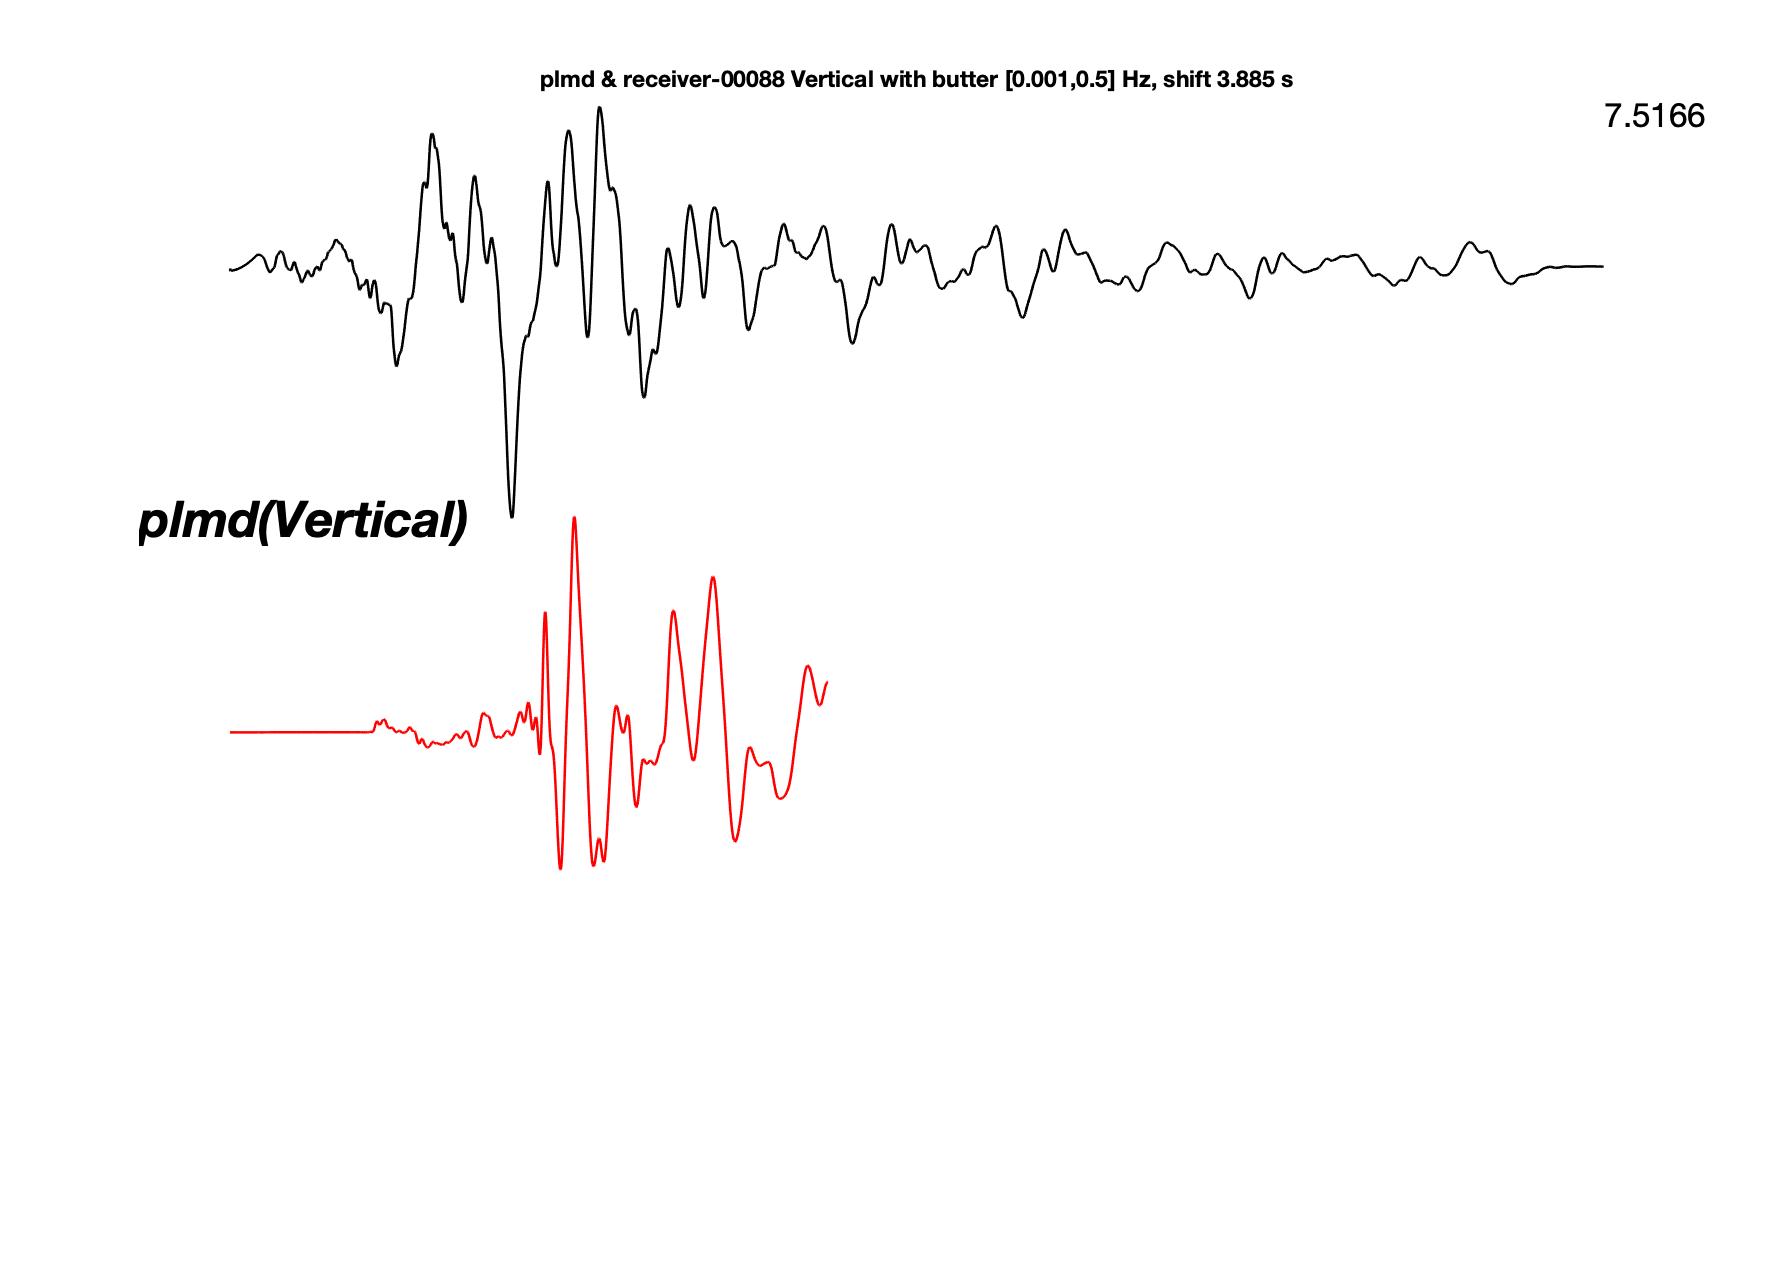 plmd & receiver-00088 Vertical with butter [0.001,0.5] Hz, shift 3.885 s
7.5166
plmd(Vertical)